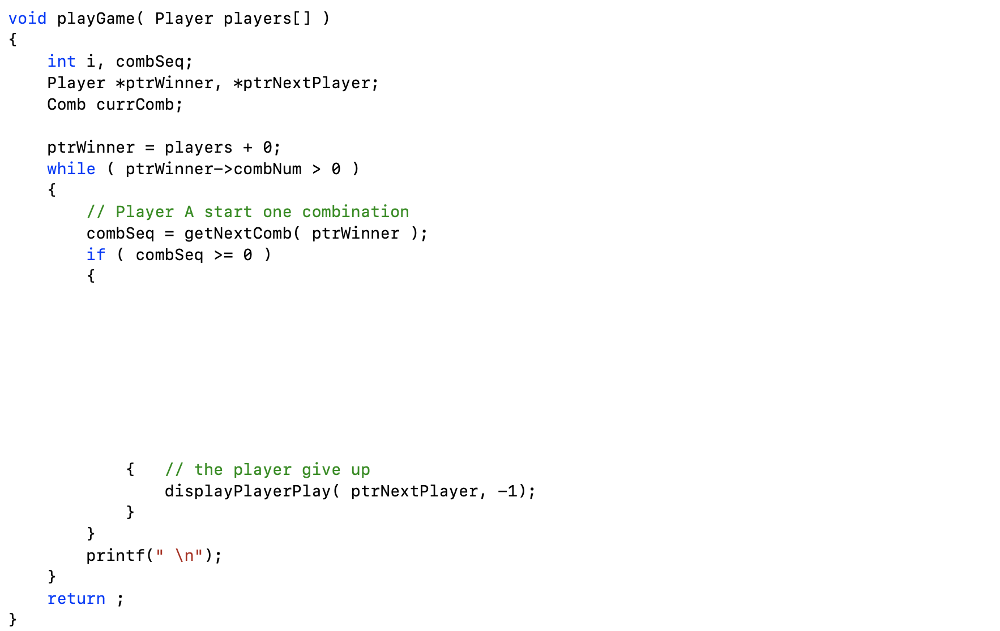 void playGame( Player players[] )
{
    int i, combSeq;
    Player *ptrWinner, *ptrNextPlayer;
    Comb currComb;

    ptrWinner = players + 0;
    while ( ptrWinner->combNum > 0 )
    {
        // Player A start one combination
        combSeq = getNextComb( ptrWinner );
        if ( combSeq >= 0 )
        {
            {   // the player give up
                displayPlayerPlay( ptrNextPlayer, -1);
            }
        }
        printf(" \n");
    }
    return ;
}